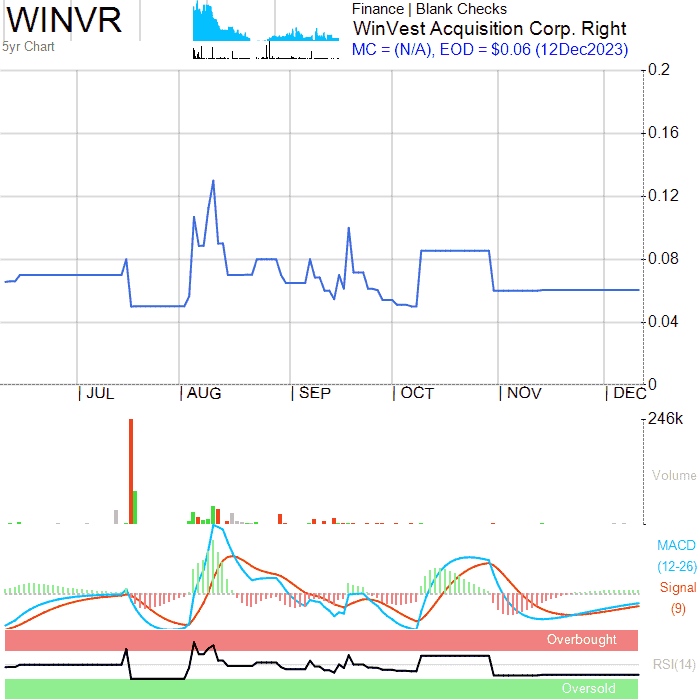 WINVR
5yr Chart
Finance | Blank Checks
WinVest Acquisition Corp. Right
MC = (N/A), EOD = $0.06 (12Dec2023)
0.2
0.16
0.12
0.08
0.04
0
| JUL | AUG | SEP | OCT | NOV | DEC
246k
Volume
MACD
(12-26)
Signal
(9)
Overbought
RSI(14)
Oversold